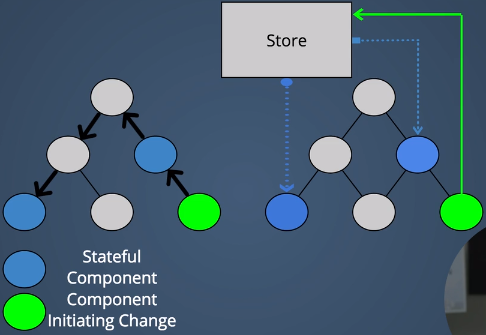 Store
Stateful
Component
Component
Initiating Change